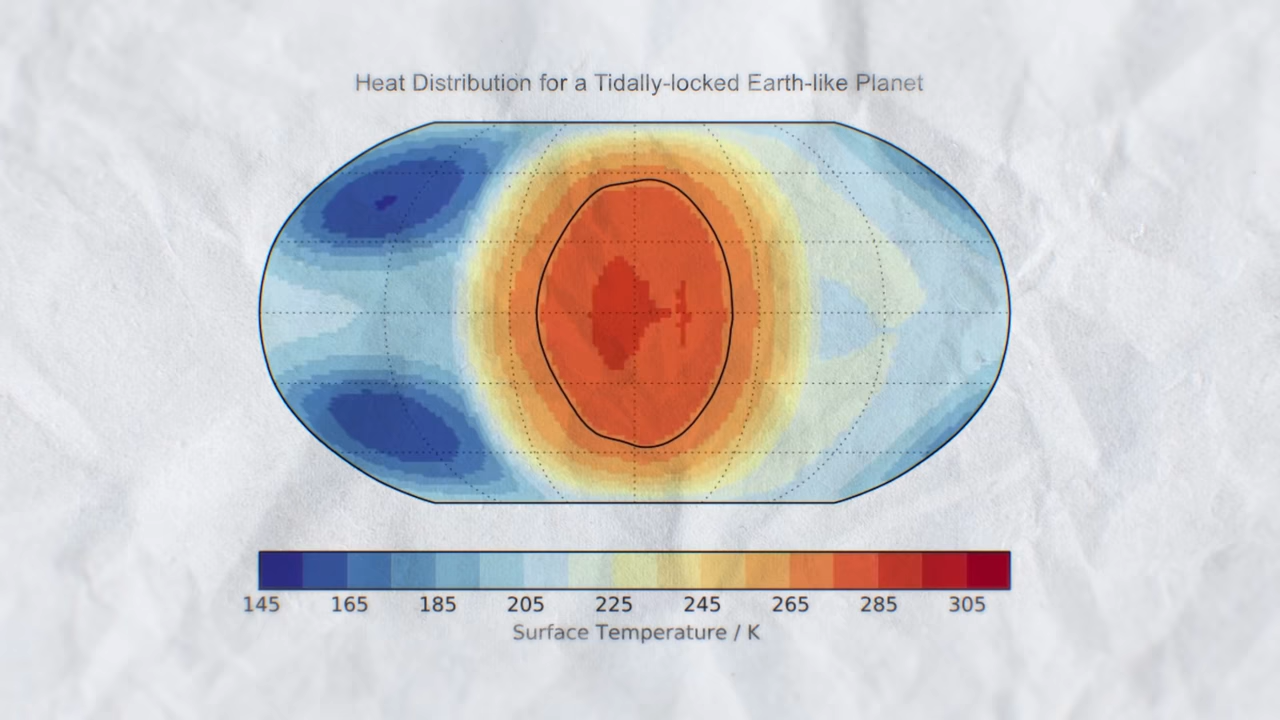 Heat Distribution for a Tidally-locked Earth-like Planet
145 165 185 205 225 245 265 285 305
Surface Temperature / K